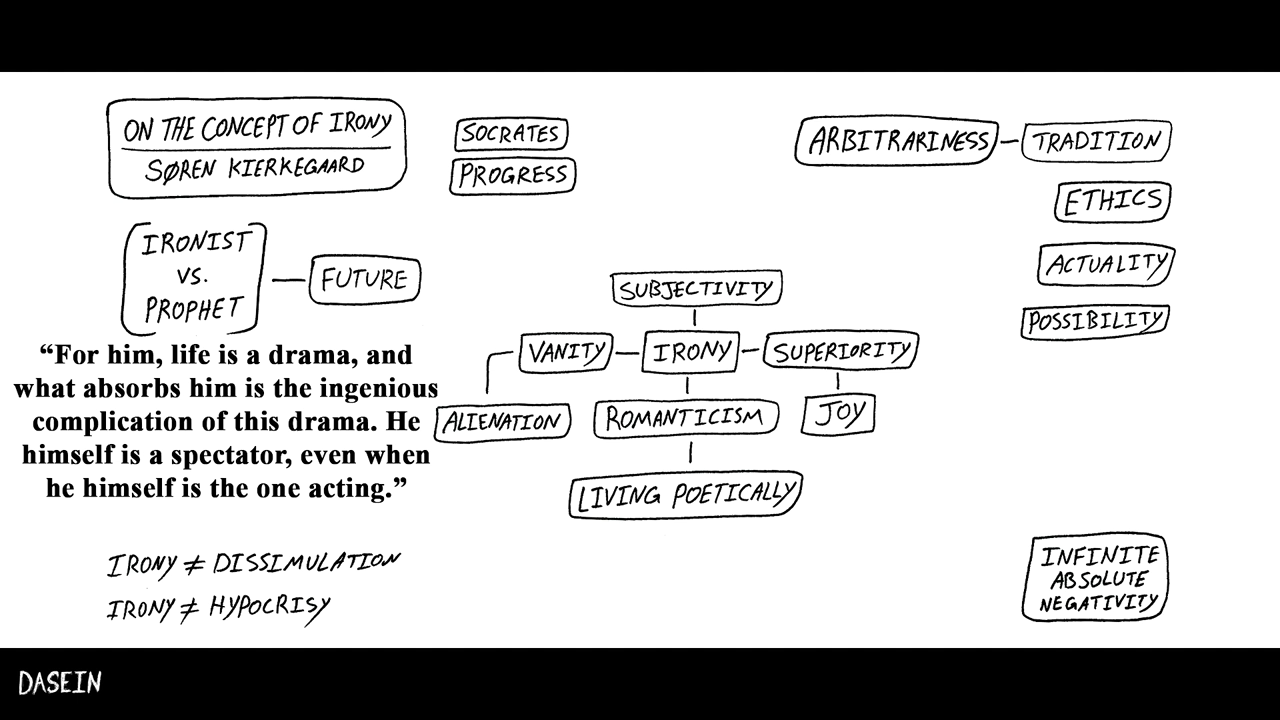 ON THE CONCEPT OF IRONY
SØREN KIERKEGAARD
SOCRATES
PROGRESS
ARBITRARINESS
TRADITION
ETHICS
ACTUALITY
POSSIBILITY
IRONIST
VS.
PROPHET
FUTURE
SUBJECTIVITY
VANITY
IRONY
SUPERIORITY
ALIENATION
ROMANTICISM
JOY
LIVING POETICALLY
“For him, life is a drama, and
what absorbs him is the ingenious
complication of this drama. He
himself is a spectator, even when
he himself is the one acting.”
IRONY ≠ DISSIMULATION
IRONY ≠ HYPOCRISY
INFINITE
ABSOLUTE
NEGATIVITY
DASEIN